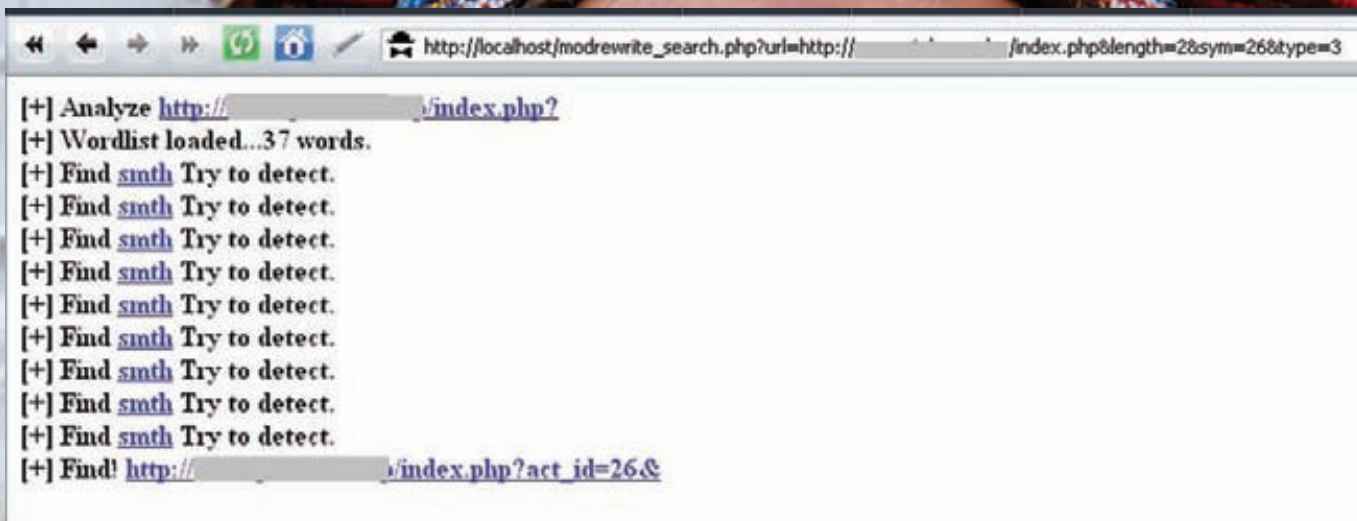 http://localhost/modrewrite_search.php?url=http:// /index.php&length=2&sym=26&type=3
[+] Analyze http:// /index.php?
[+] Wordlist loaded...37 words.
[+] Find smth Try to detect.
[+] Find smth Try to detect.
[+] Find smth Try to detect.
[+] Find smth Try to detect.
[+] Find smth Try to detect.
[+] Find smth Try to detect.
[+] Find smth Try to detect.
[+] Find smth Try to detect.
[+] Find smth Try to detect.
[+] Find! http:// /index.php?act_id=26&